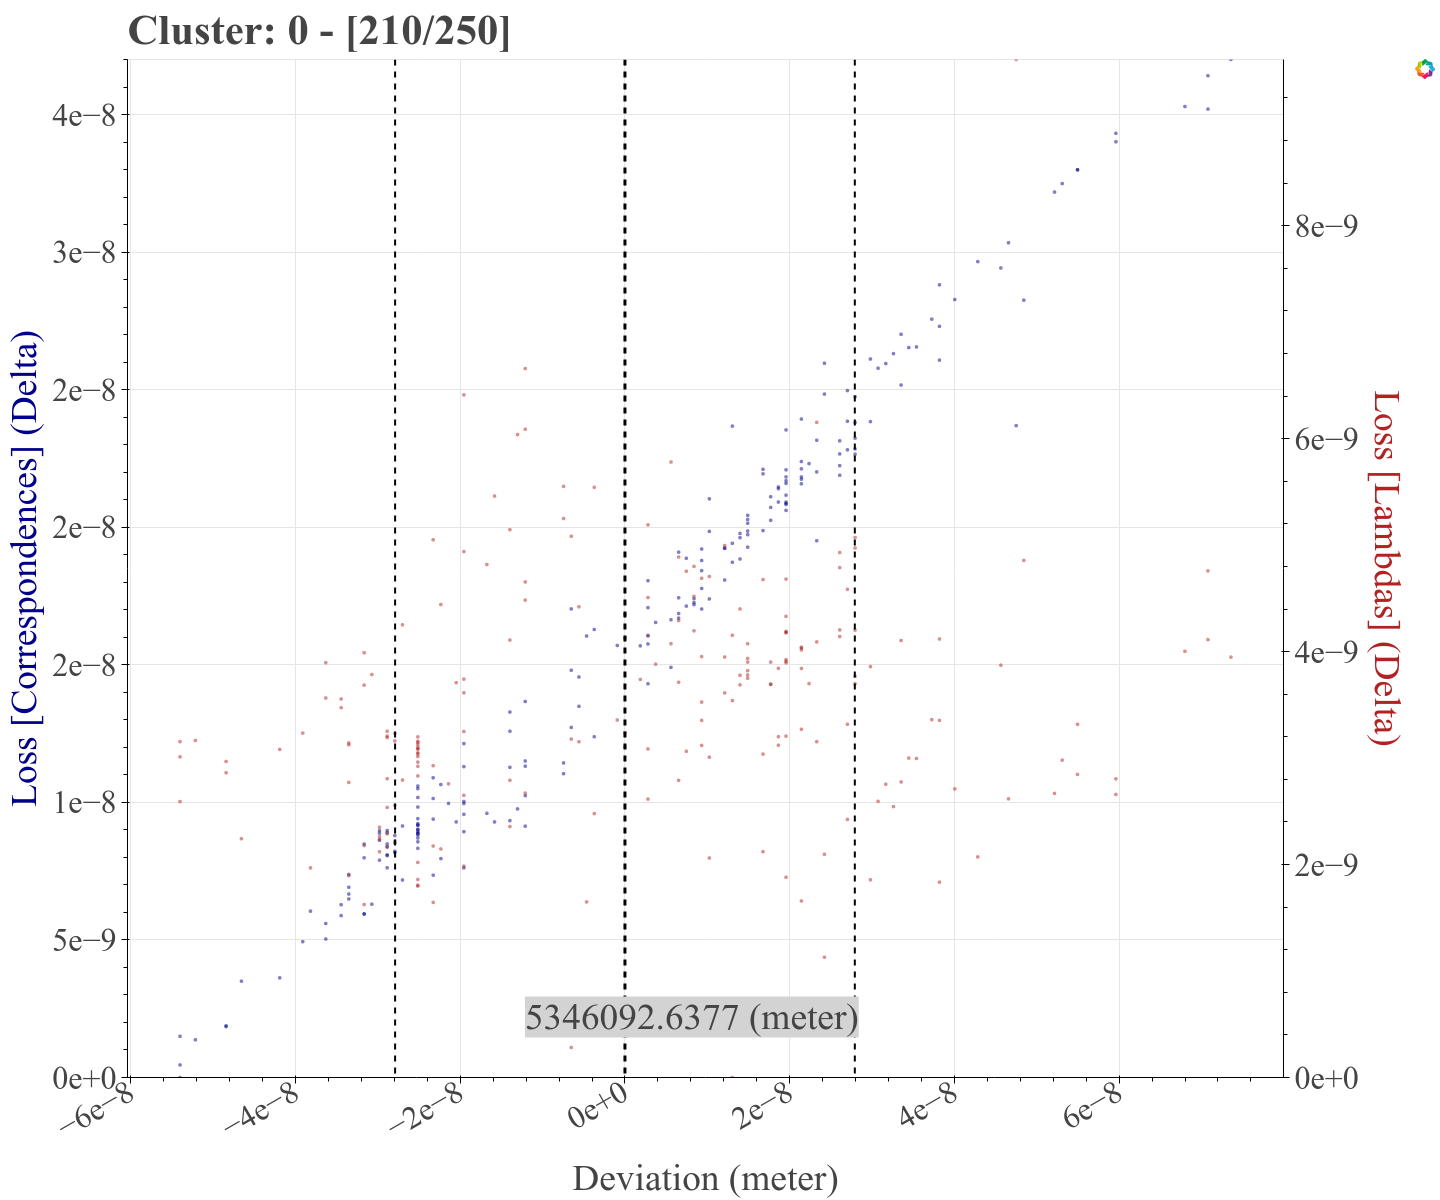 Cluster: 0 - [210/250]
4e−8
3e−8
2e−8
2e−8
2e−8
1e−8
5e−9
0e+0
Loss [Correspondences] (Delta)
8e−9
6e−9
4e−9
2e−9
0e+0
Loss [Lambdas] (Delta)
5346092.6377 (meter)
−6e−8
−4e−8
−2e−8
0e+0
2e−8
4e−8
6e−8
Deviation (meter)